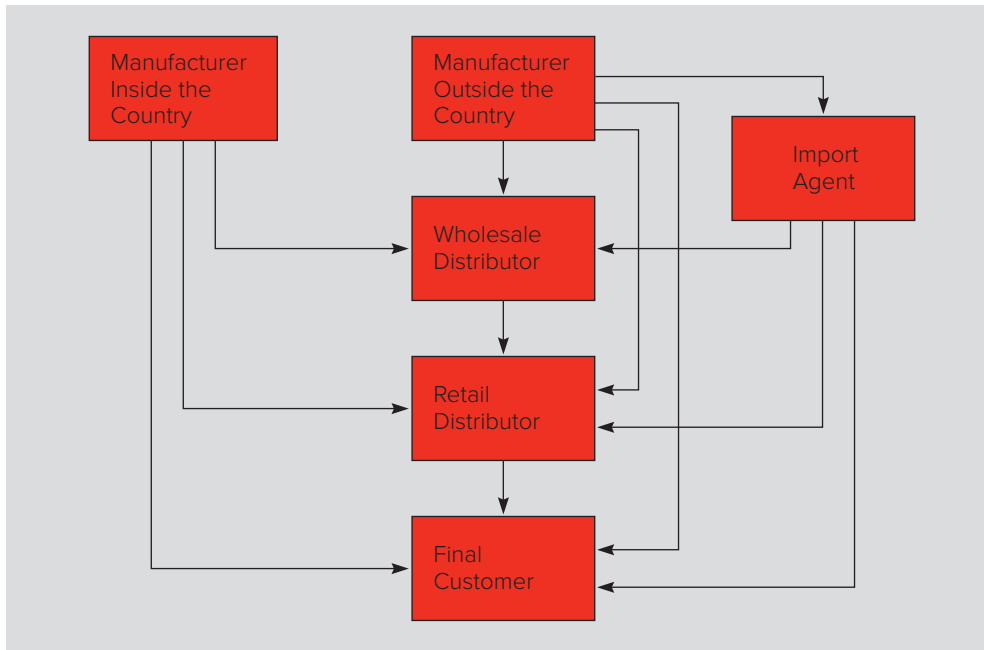 Manufacturer
Inside the
Country
Manufacturer
Outside the
Country
Import
Agent
Wholesale
Distributor
Retail
Distributor
Final
Customer